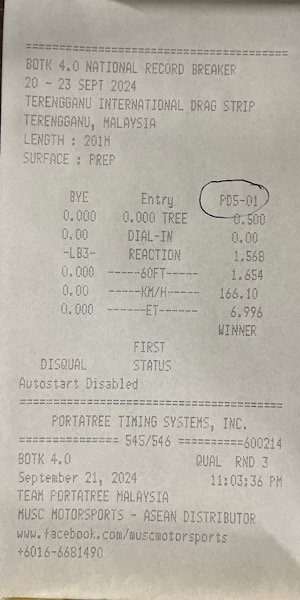 ==========================================
BOTK 4.0 NATIONAL RECORD BREAKER
20 - 23 SEPT 2024
TERENGGANU INTERNATIONAL DRAG STRIP
TERENGGANU, MALAYSIA
LENGTH : 201M
SURFACE : PREP
BYE Entry PD5-01
0.000 0.000 TREE 0.500
0.00 DIAL-IN 0.00
-LB3- REACTION 1.568
0.000 ------60FT----- 1.654
0.00 -----KM/H------ 166.10
0.000 ------ET------- 6.996
WINNER
FIRST
DISQUAL STATUS
Autostart Disabled
==========================================
PORTATREE TIMING SYSTEMS, INC.
================ 545/546 ==========600214
BOTK 4.0 QUAL RND 3
September 21, 2024 11:03:36 PM
TEAM PORTATREE MALAYSIA
MUSC MOTORSPORTS - ASEAN DISTRIBUTOR
www.facebook.com/muscmotorsports
+6016-6681490